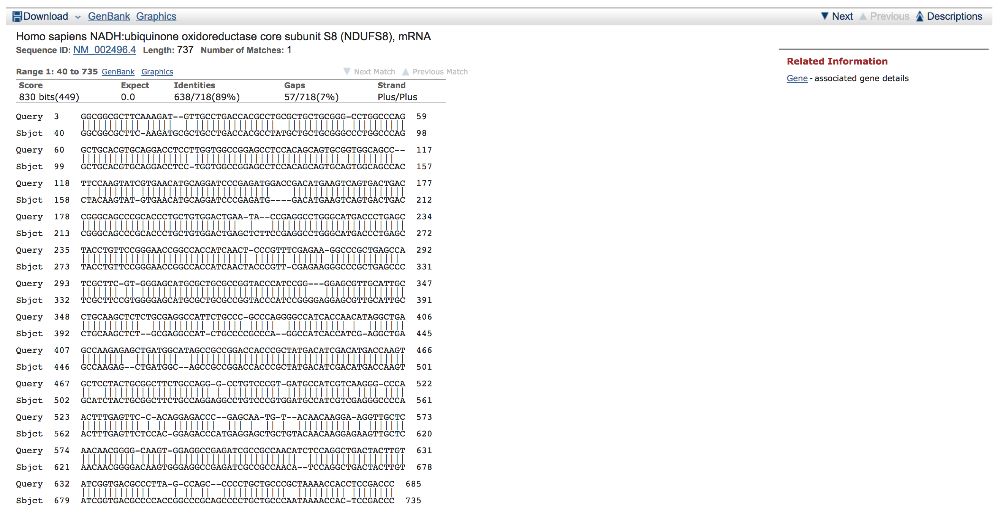 Download GenBank Graphics Next Previous Descriptions
Homo sapiens NADH:ubiquinone oxidoreductase core subunit S8 (NDUFS8), mRNA
Sequence ID: NM_002496.4 Length: 737 Number of Matches: 1
Related Information
Gene - associated gene details
Range 1: 40 to 735 GenBank Graphics Next Match Previous Match
Score Expect Identities Gaps Strand
830 bits(449) 0.0 638/718(89%) 57/718(7%) Plus/Plus
Query 3 GGCGGCGCTTCAAAGAT--GTTGCCTGACCACGCCTGCGCTGCTGCGGG-CCTGGCCCAG 59
Sbjct 40 GGCGGCGCTTC-AAGATGCGCTGCCTGACCACGCCTATGCTGCTGCGGGCCCTGGCCCAG 98
Query 60 GCTGCACGTGCAGGACCTCCTTGGTGGCCGGAGCCTCCACAGCAGTGCGGTGGCAGCC-- 117
Sbjct 99 GCTGCACGTGCAGGACCTCC-TGGTGGCCGGAGCCTCCACAGCAGTGCAGTGGCAGCCAC 157
Query 118 TTCCAAGTATCGTGAACATGCAGGATCCCGAGATGGACCGACATGAAGTCAGTGACTGAC 177
Sbjct 158 CTACAAGTAT-GTGAACATGCAGGATCCCGAGATG----GACATGAAGTCAGTGACTGAC 212
Query 178 CGGGCAGCCCGCACCCTGCTGTGGACTGAA-TA--CCGAGGCCTGGGCATGACCCTGAGC 234
Sbjct 213 CGGGCAGCCCGCACCCTGCTGTGGACTGAGCTCTTCCGAGGCCTGGGCATGACCCTGAGC 272
Query 235 TACCTGTTCCGGGAACCGGCCACCATCAACT-CCCGTTTCGAGAA-GGCCCGCTGAGCCA 292
Sbjct 273 TACCTGTTCCGGGAACCGGCCACCATCAACTACCCGTT-CGAGAAGGGCCCGCTGAGCCC 331
Query 293 TCGCTTC-GT-GGGAGCATGCGCTGCGCCGGTACCCATCCGG---GGAGCGTTGCATTGC 347
Sbjct 332 TCGCTTCCGTGGGGAGCATGCGCTGCGCCGGTACCCATCCGGGGAGGAGCGTTGCATTGC 391
Query 348 CTGCAAGCTCTCTGCGAGGCCATTCTGCCC-GCCCAGGGGCCATCACCAACATAGGCTGA 406
Sbjct 392 CTGCAAGCTCT--GCGAGGCCAT-CTGCCCCGCCCA--GGCCATCACCATCG-AGGCTGA 445
Query 407 GCCAAGAGAGCTGATGGCATAGCCGCCGGACCACCCGCTATGACATCGACATGACCAAGT 466
Sbjct 446 GCCAAGAG--CTGATGGC--AGCCGCCGGACCACCCGCTATGACATCGACATGACCAAGT 501
Query 467 GCTCCTACTGCGGCTTCTGCCAGG-G-CCTGTCCCGT-GATGCCATCGTCAAGGG-CCCA 522
Sbjct 502 GCATCTACTGCGGCTTCTGCCAGGAGGCCTGTCCCGTGGATGCCATCGTCGAGGGCCCCA 561
Query 523 ACTTTGAGTTC-C-ACAGGAGACCC--GAGCAA-TG-T--ACAACAAGGA-AGGTTGCTC 573
Sbjct 562 ACTTTGAGTTCTCCAC-GGAGACCCATGAGGAGCTGCTGTACAACAAGGAGAAGTTGCTC 620
Query 574 AACAACGGGG-CAAGT-GGAGGCCGAGATCGCCGCCAACATCTCCAGGCTGACTACTTGT 631
Sbjct 621 AACAACGGGGACAAGTGGGAGGCCGAGATCGCCGCCAACA--TCCAGGCTGACTACTTGT 678
Query 632 ATCGGTGACGCCCTTA-G-CCAGC--CCCCTGCTGCCCGCTAAAACCACCTCCGACCC 685
Sbjct 679 ATCGGTGACGCCCCACCGGCCCGCAGCCCCTGCTGCCCAATAAAACCAC-TCCGACCC 735